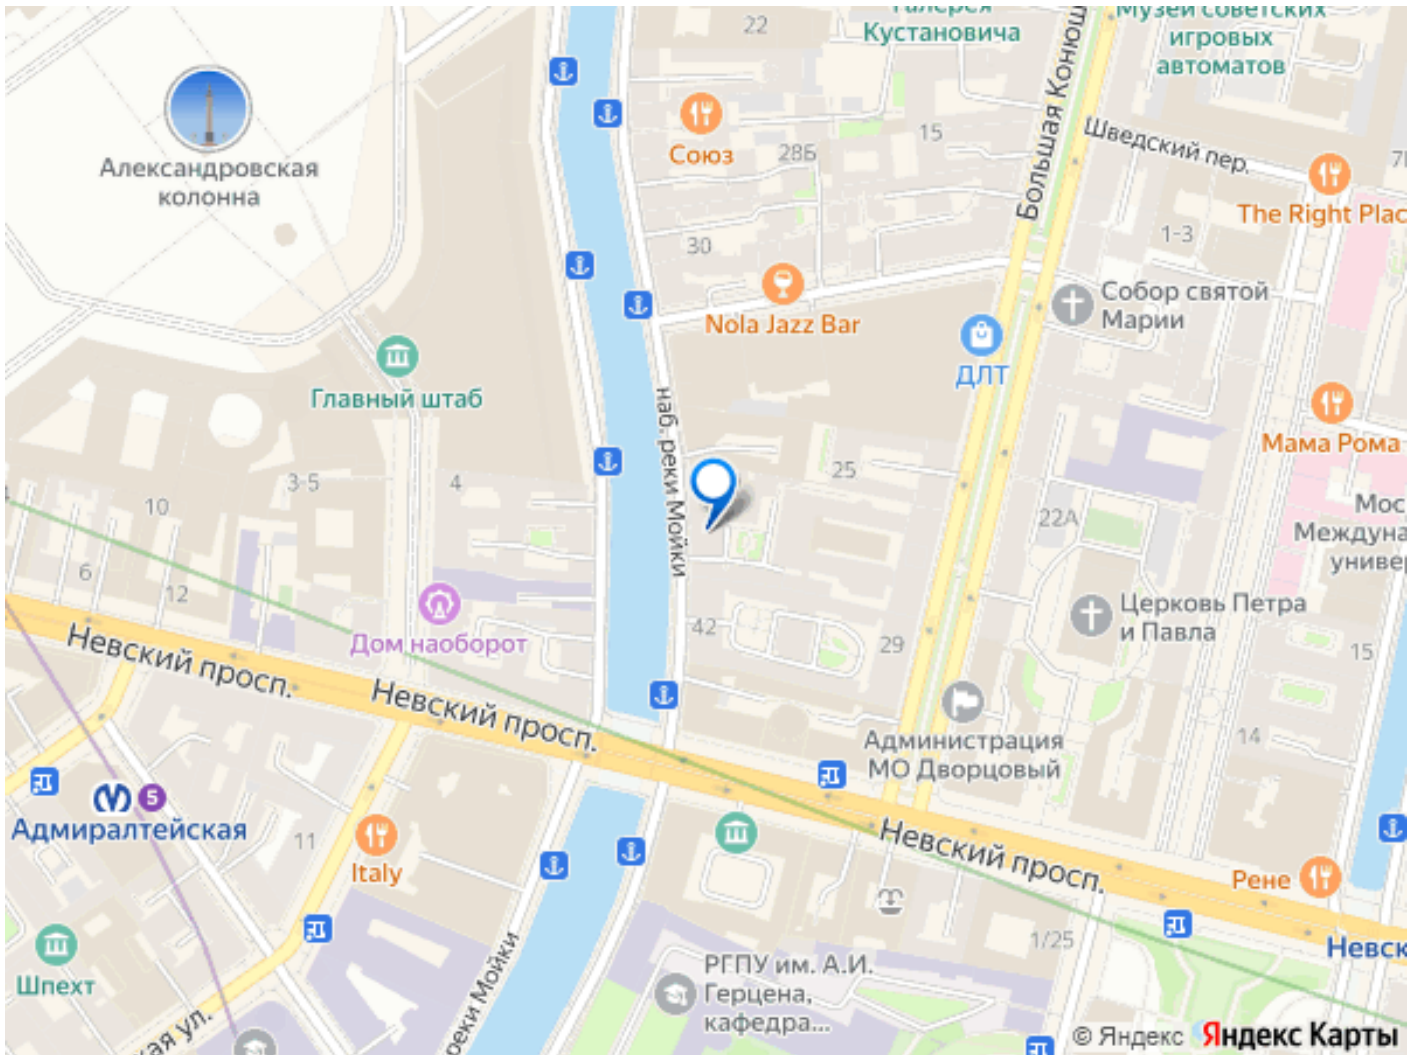 22
Галерея
Кустановича
Музей советских
игровых
автоматов
Большая Конюш
Александровская
колонна
Союз
28Б
15
Шведский пер.
The Right Plac
30
1-3
Nola Jazz Bar
Собор святой
Марии
ДЛТ
Главный штаб
наб. реки Мойки
Мама Рома
3-5
4
25
10
22А
Мос
Междуна
универ
6
12
42
Дом наоборот
29
Церковь Петра
и Павла
15
Невский просп.
Невский просп.
14
Администрация
МО Дворцовый
5
Адмиралтейская
11
Italy
Невский просп.
Рене
Шпехт
1/25
Невск
реки Мойки
РГПУ им. А.И.
Герцена,
кафедра...
ая ул.
© Яндекс Яндекс Карты